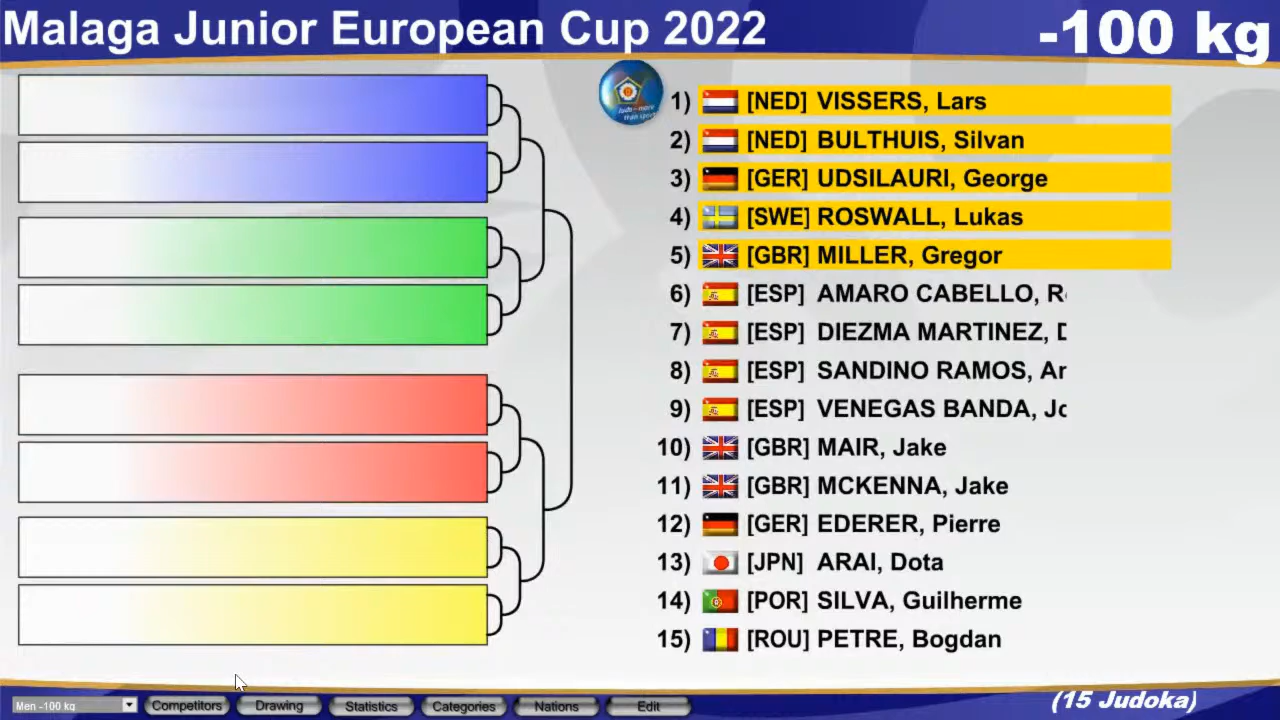 Malaga Junior European Cup 2022
-100 kg
judo - more
than sport
1) [NED] VISSERS, Lars
2) [NED] BULTHUIS, Silvan
3) [GER] UDSILAURI, George
4) [SWE] ROSWALL, Lukas
5) [GBR] MILLER, Gregor
6) [ESP] AMARO CABELLO,
7) [ESP] DIEZMA MARTINEZ,
8) [ESP] SANDINO RAMOS,
9) [ESP] VENEGAS BANDA,
10) [GBR] MAIR, Jake
11) [GBR] MCKENNA, Jake
12) [GER] EDERER, Pierre
13) [JPN] ARAI, Dota
14) [POR] SILVA, Guilherme
15) [ROU] PETRE, Bogdan
Men -100 kg
Competitors
Drawing
Statistics
Categories
Nations
Edit
(15 Judoka)